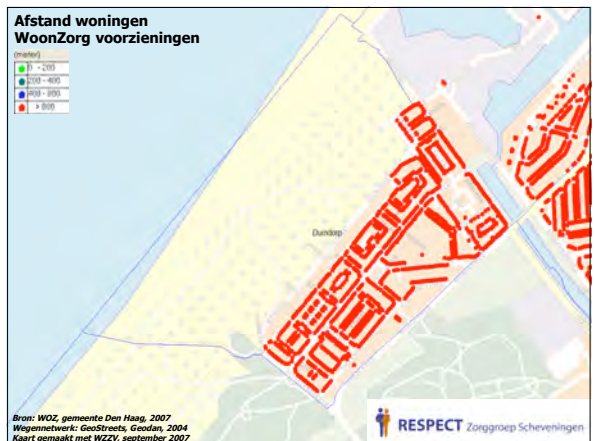 Afstand woningen
WoonZorg voorzieningen
(meter)
0 - 200
200 - 400
400 - 800
> 800
Duindorp
Bron: WOZ, gemeente Den Haag, 2007
Wegennetwerk: GeoStreets, Geodan, 2004
Kaart gemaakt met WZZV, september 2007
RESPECT Zorggroep Scheveningen